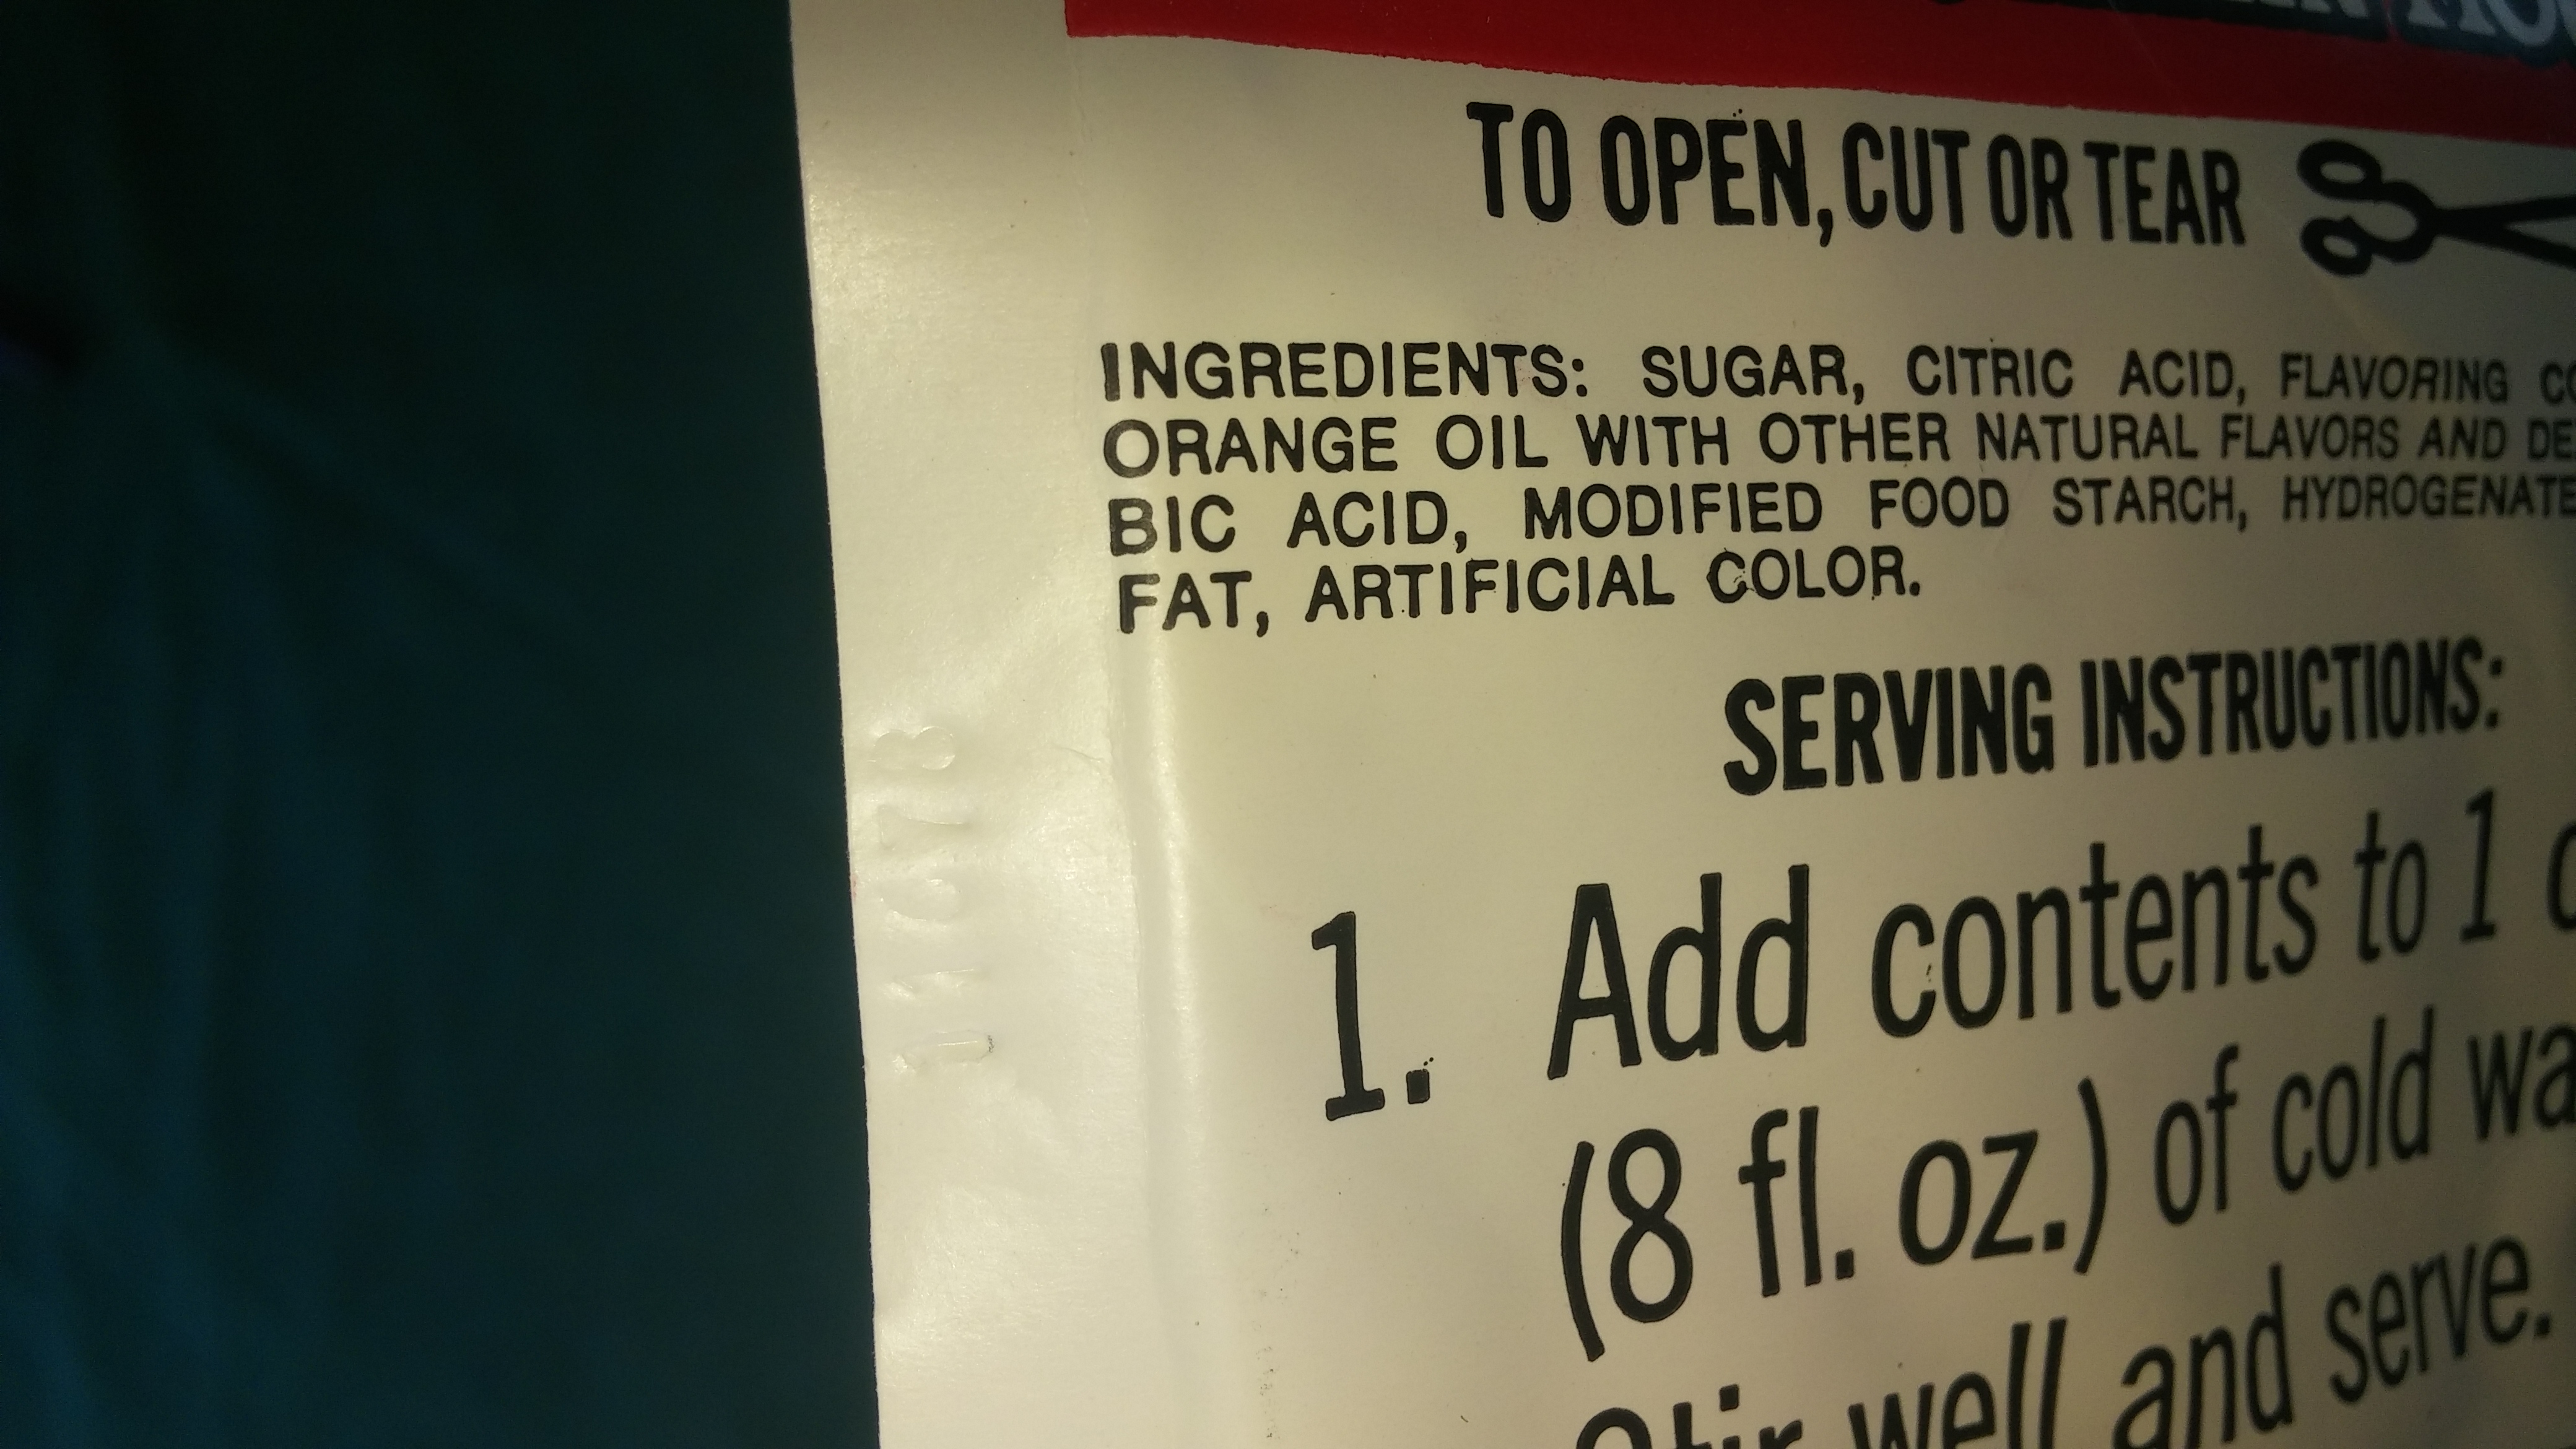 TO OPEN, CUT OR TEAR
INGREDIENTS: SUGAR, CITRIC ACID, FLAVORING
ORANGE OIL WITH OTHER NATURAL FLAVORS AND
BIC ACID, MODIFIED FOOD STARCH, HYDROGENATE
FAT, ARTIFICIAL COLOR.
SERVING INSTRUCTIONS:
1. Add contents to 1
(8 fl. oz.) of cold wa
Stir well and serve.